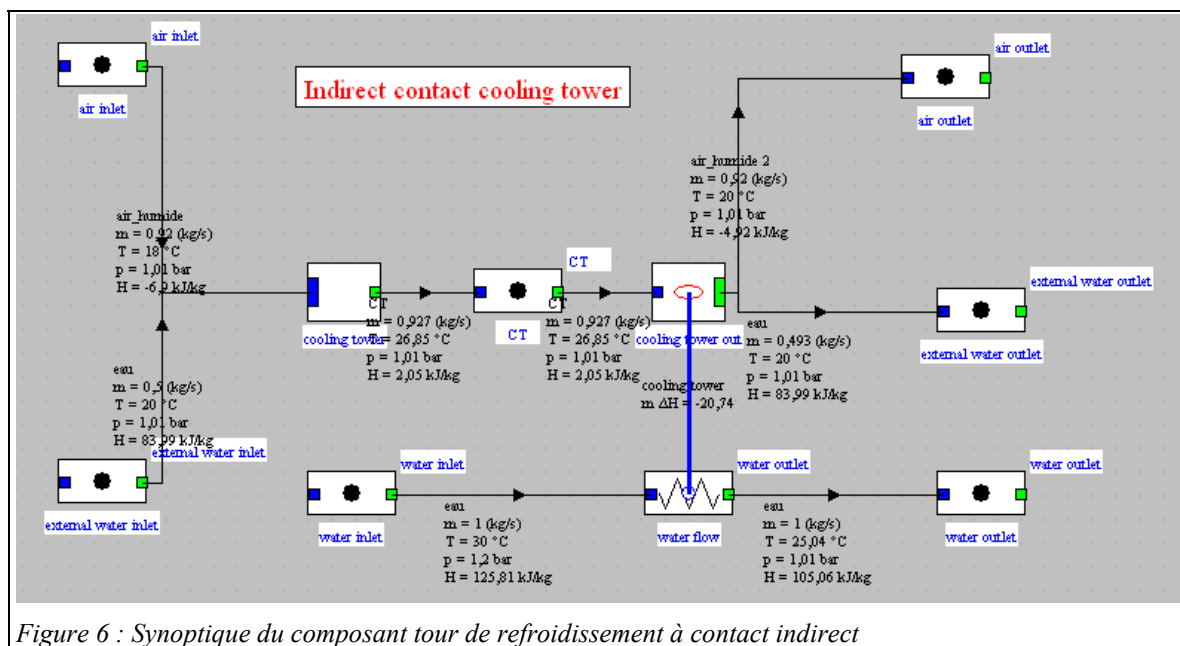 air inlet
air inlet
Indirect contact cooling tower
air outlet
air outlet
air_humide
m = 0,92 (kg/s)
T = 18 °C
p = 1,01 bar
H = -6,9 kJ/kg
air_humide 2
m = 0,92 (kg/s)
T = 20 °C
p = 1,01 bar
H = -4,92 kJ/kg
cooling tower
CT
m = 0,927 (kg/s)
T = 26,85 °C
p = 1,01 bar
H = 2,05 kJ/kg
CT
CT
CT
m = 0,927 (kg/s)
T = 26,85 °C
p = 1,01 bar
H = 2,05 kJ/kg
cooling tower out
external water outlet
external water outlet
eau
m = 0,493 (kg/s)
T = 20 °C
p = 1,01 bar
H = 83,99 kJ/kg
cooling tower
m ΔH = -20,74
eau
m = 0,5 (kg/s)
T = 20 °C
p = 1,01 bar
H = 83,99 kJ/kg
external water inlet
external water inlet
water inlet
water inlet
eau
m = 1 (kg/s)
T = 30 °C
p = 1,2 bar
H = 125,81 kJ/kg
water outlet
water flow
eau
m = 1 (kg/s)
T = 25,04 °C
p = 1,01 bar
H = 105,06 kJ/kg
water outlet
water outlet
Figure 6 : Synoptique du composant tour de refroidissement à contact indirect